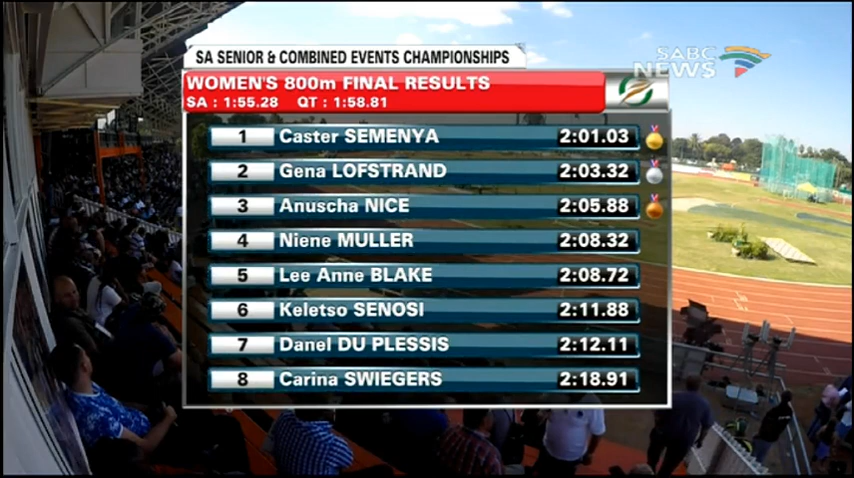 SA SENIOR & COMBINED EVENTS CHAMPIONSHIPS
SABC
NEWS
WOMEN'S 800m FINAL RESULTS
SA : 1:55.28 QT : 1:58.81
1 Caster SEMENYA 2:01.03
2 Gena LOFSTRAND 2:03.32
3 Anuscha NICE 2:05.88
4 Niene MULLER 2:08.32
5 Lee Anne BLAKE 2:08.72
6 Keletso SENOSI 2:11.88
7 Danel DU PLESSIS 2:12.11
8 Carina SWIEGERS 2:18.91